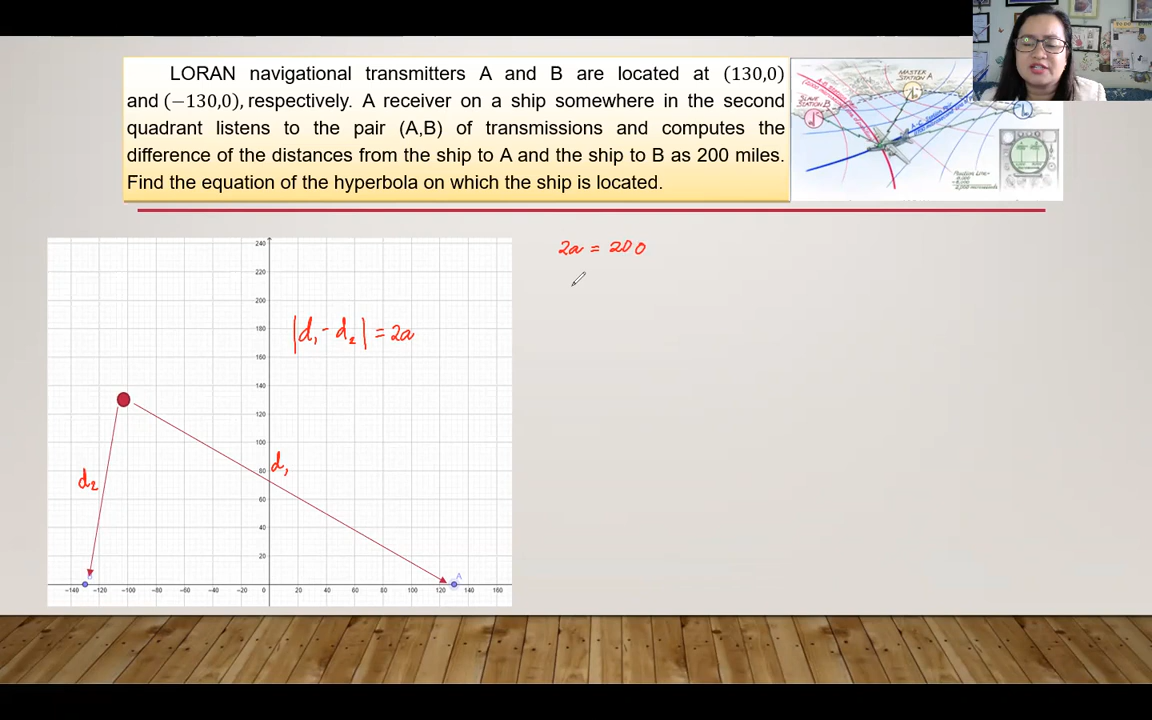 LORAN navigational transmitters A and B are located at (130,0)
and (−130,0), respectively. A receiver on a ship somewhere in the second
quadrant listens to the pair (A,B) of transmissions and computes the
difference of the distances from the ship to A and the ship to B as 200 miles.
Find the equation of the hyperbola on which the ship is located.
MASTER
STATION A
SLAVE
STATION B
2a = 200
|d₁ - d₂| = 2a
d₁
d₂
240
220
200
180
160
140
120
100
80
60
40
20
A
−140 −120 −100 −80 −60 −40 −20 0 20 40 60 80 100 120 140 160